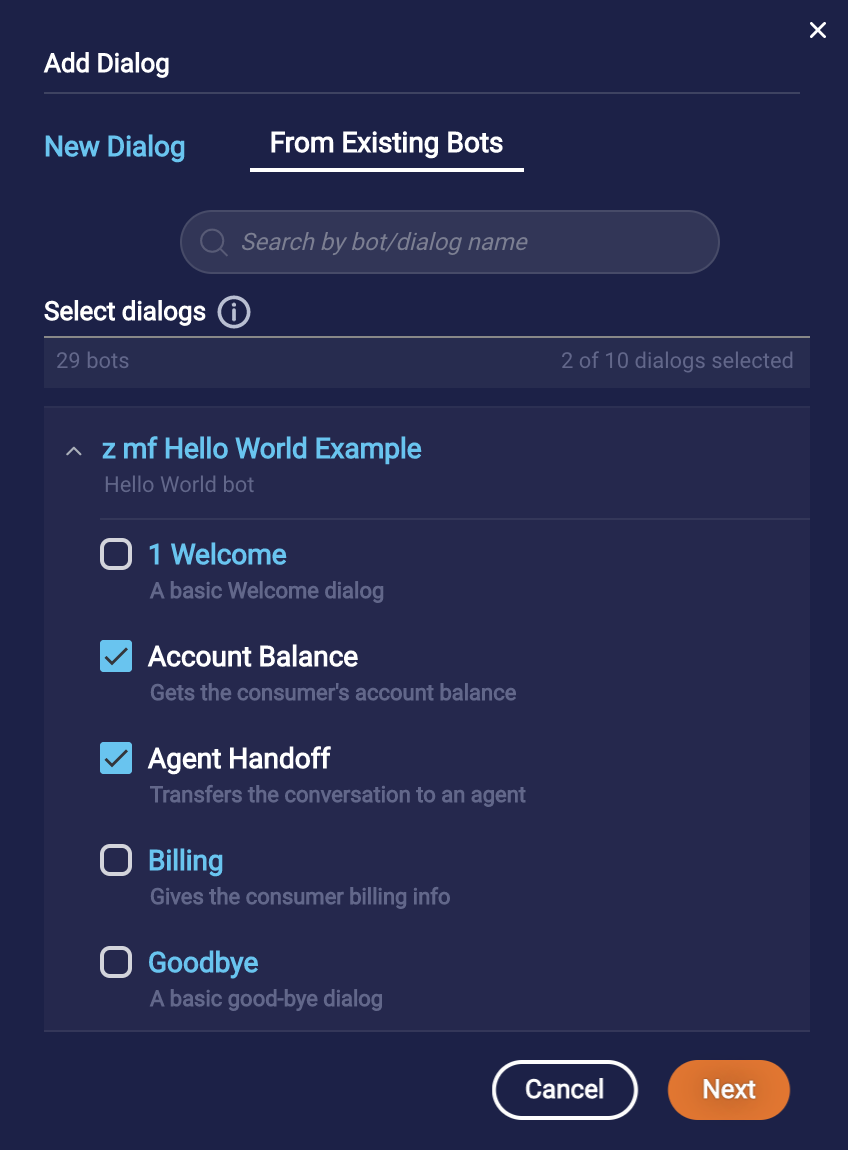 Add Dialog
New Dialog
From Existing Bots
Search by bot/dialog name
Select dialogs
29 bots
2 of 10 dialogs selected
z mf Hello World Example
Hello World bot
1 Welcome
A basic Welcome dialog
Account Balance
Gets the consumer's account balance
Agent Handoff
Transfers the conversation to an agent
Billing
Gives the consumer billing info
Goodbye
A basic good-bye dialog
Cancel
Next